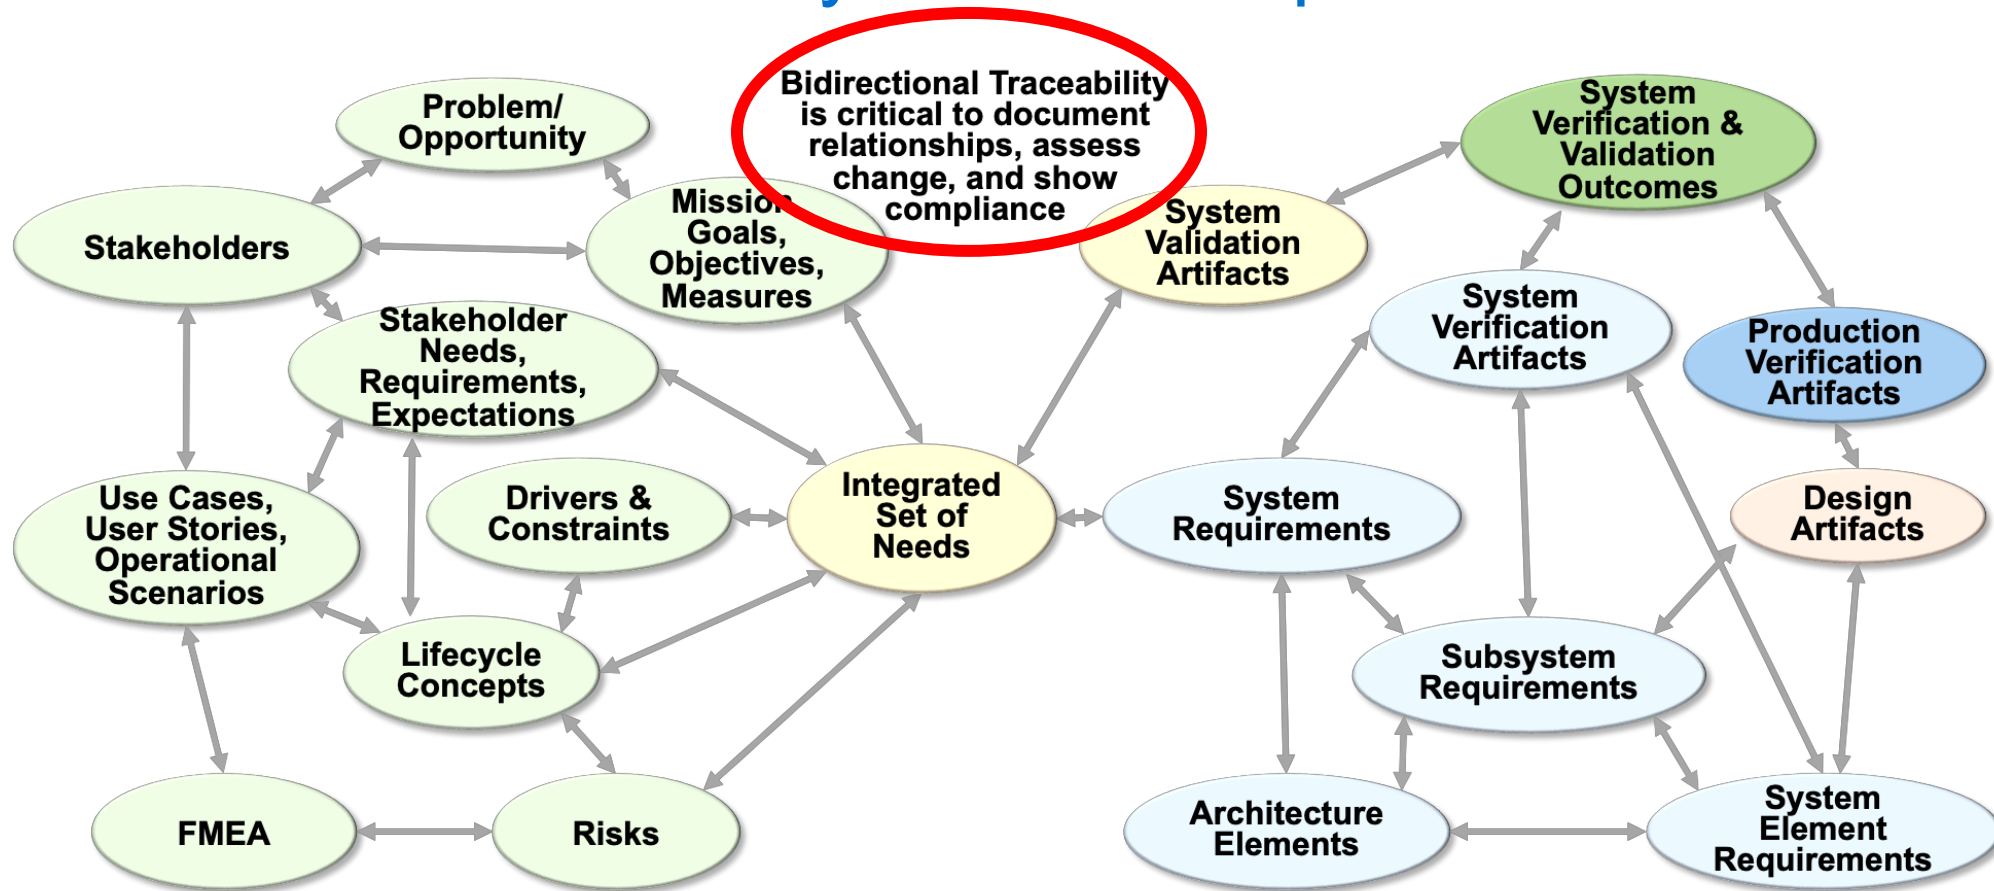 Problem/
Opportunity
Bidirectional Traceability
is critical to document
relationships, assess
change, and show
compliance
System
Verification &
Validation
Outcomes
Stakeholders
Mission
Goals,
Objectives,
Measures
System
Validation
Artifacts
Stakeholder
Needs,
Requirements,
Expectations
System
Verification
Artifacts
Production
Verification
Artifacts
Use Cases,
User Stories,
Operational
Scenarios
Drivers &
Constraints
Integrated
Set of
Needs
System
Requirements
Design
Artifacts
Lifecycle
Concepts
Subsystem
Requirements
FMEA
Risks
Architecture
Elements
System
Element
Requirements